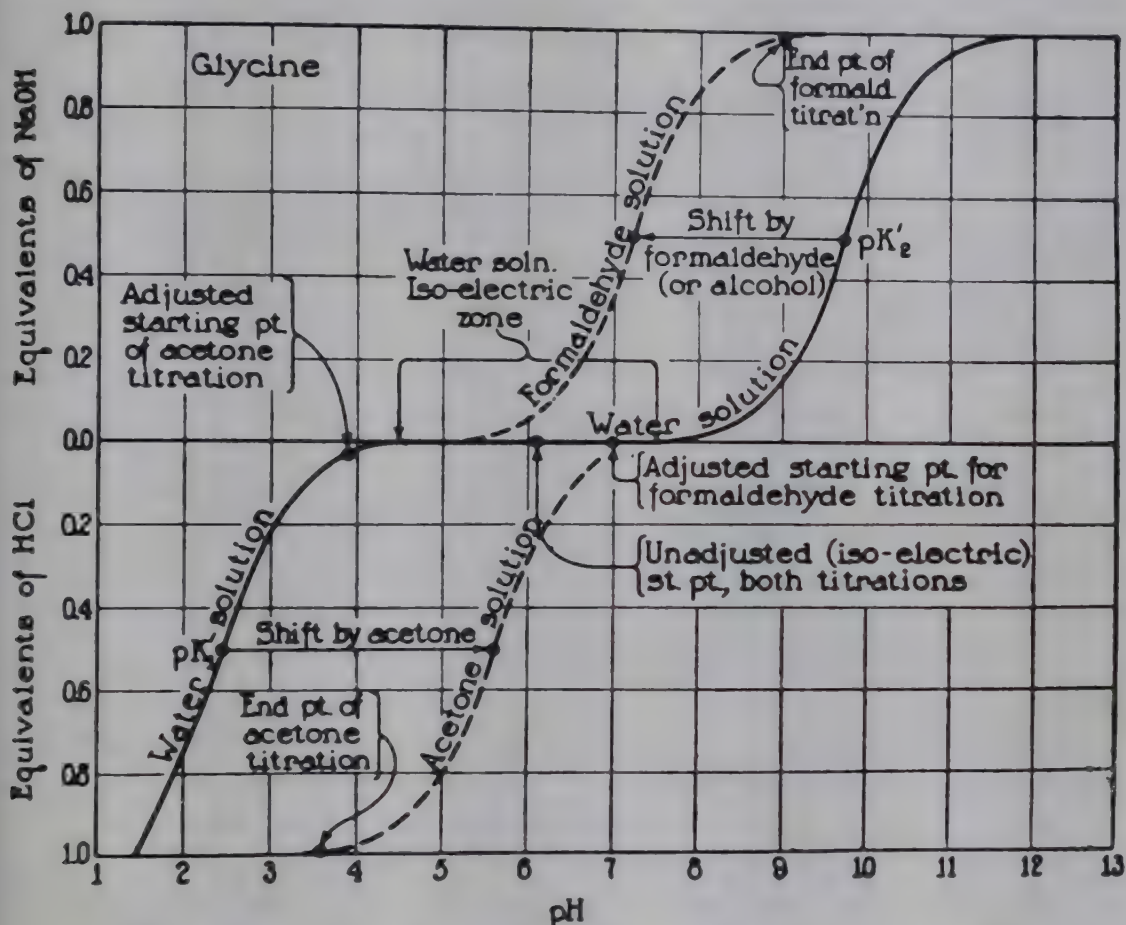 Glycine
Equivalents of NaOH
1.0
0.8
0.6
0.4
0.2
0.0
Equivalents of HCl
0.2
0.4
0.6
0.8
1.0
End pt. of
formald.
titrat'n
Formaldehyde solution
Shift by
formaldehyde
(or alcohol)
pK'2
Water soln.
Iso-electric
zone
Adjusted
starting pt.
of acetone
titration
Water solution
Adjusted starting pt. for
formaldehyde titration
Unadjusted (iso-electric)
st. pt., both titrations
Water solution
pK'1
Shift by acetone
Acetone solution
End pt. of
acetone
titration
1 2 3 4 5 6 7 8 9 10 11 12 13
pH